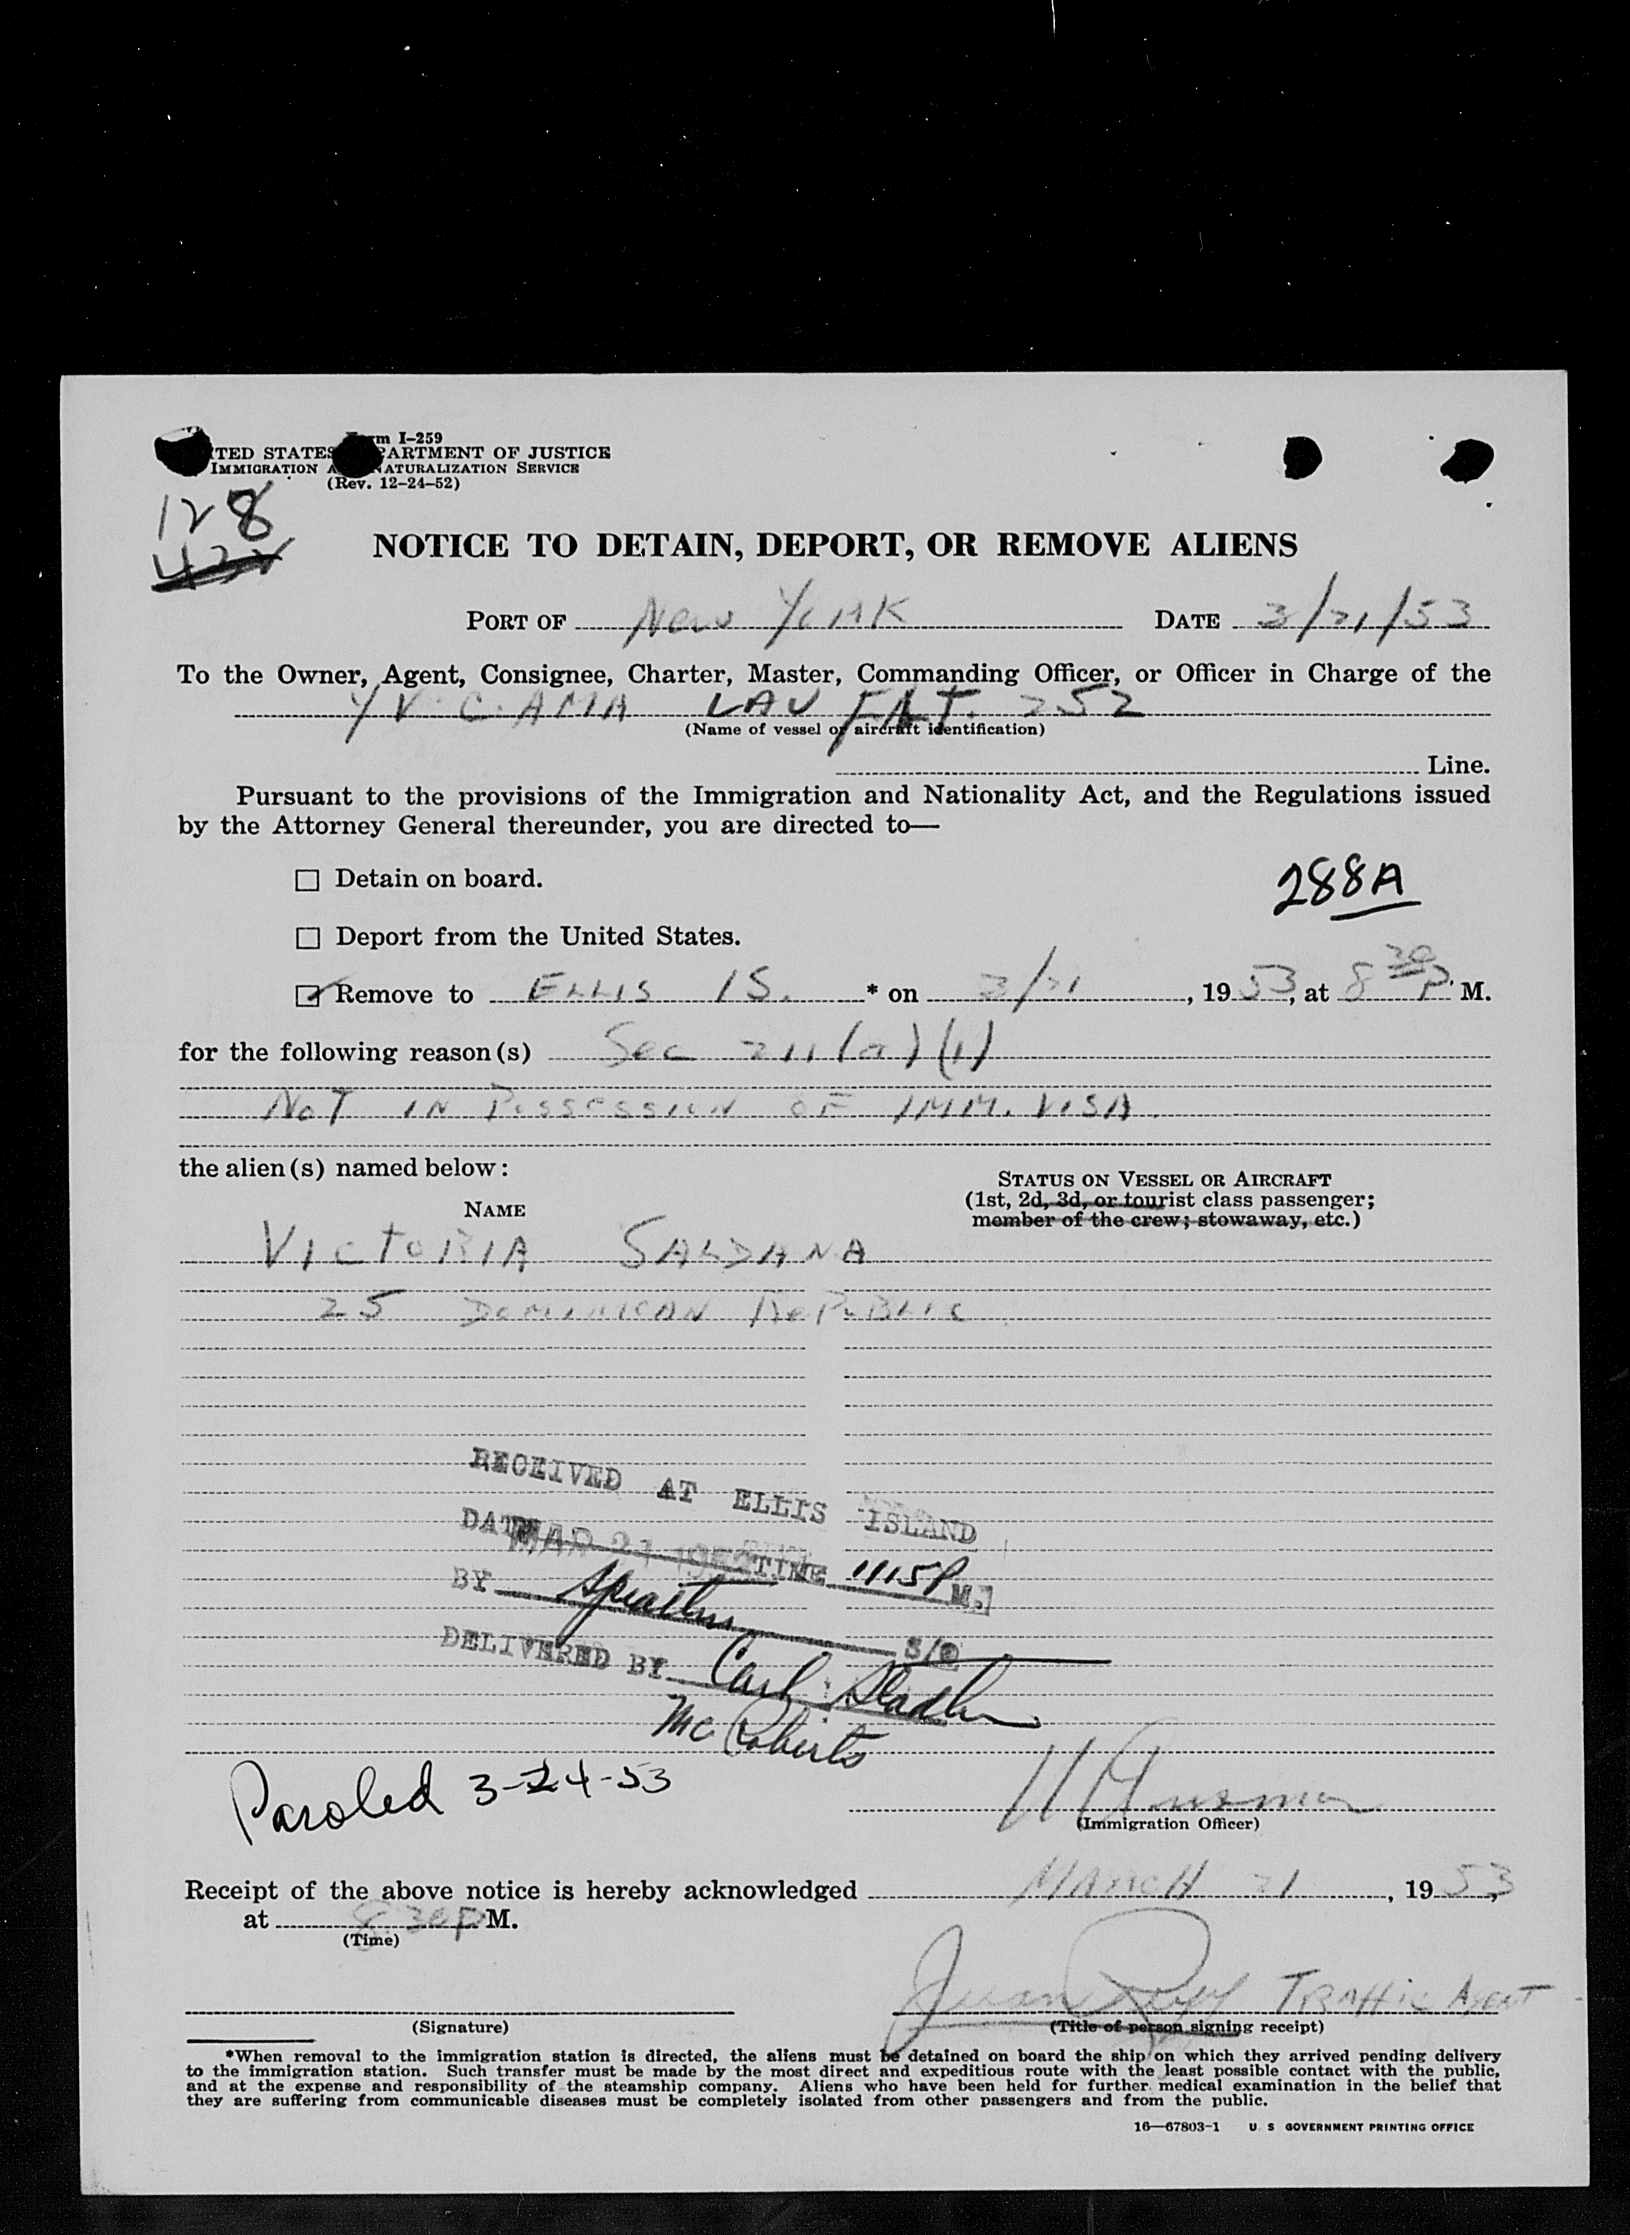 Form I-259
UNITED STATES DEPARTMENT OF JUSTICE
IMMIGRATION AND NATURALIZATION SERVICE
(Rev. 12-24-52)
128
NOTICE TO DETAIN, DEPORT, OR REMOVE ALIENS
PORT OF New York DATE 3/21/53
To the Owner, Agent, Consignee, Charter, Master, Commanding Officer, or Officer in Charge of the
YV-C-AMA LAV FLT. 252
(Name of vessel or aircraft identification)
Line.
Pursuant to the provisions of the Immigration and Nationality Act, and the Regulations issued
by the Attorney General thereunder, you are directed to—
☐ Detain on board.
288A
☐ Deport from the United States.
☑ Remove to ELLIS IS. * on 3/21, 1953, at 8 30 P. M.
for the following reason(s) Sec 211(a)(1)
NOT IN POSSESSION OF IMM. VISA.
the alien(s) named below:
STATUS ON VESSEL OR AIRCRAFT
(1st, 2d, 3d, or tourist class passenger;
member of the crew; stowaway, etc.)
NAME
VICTORIA SALDANA
25 DOMINICAN REPUBLIC
RECEIVED AT ELLIS ISLAND
DATE MAR 21 1953 TIME 1115P M.
BY S/O
DELIVERED BY Carl
McRoberts
Paroled 3-24-53
(Immigration Officer)
Receipt of the above notice is hereby acknowledged MARCH 21, 1953,
at 8 30 P M.
(Time)
Juan TRAFFIC AGENT
(Signature) (Title of person signing receipt)
*When removal to the immigration station is directed, the aliens must be detained on board the ship on which they arrived pending delivery
to the immigration station. Such transfer must be made by the most direct and expeditious route with the least possible contact with the public,
and at the expense and responsibility of the steamship company. Aliens who have been held for further medical examination in the belief that
they are suffering from communicable diseases must be completely isolated from other passengers and from the public.
16—67803-1 U S GOVERNMENT PRINTING OFFICE